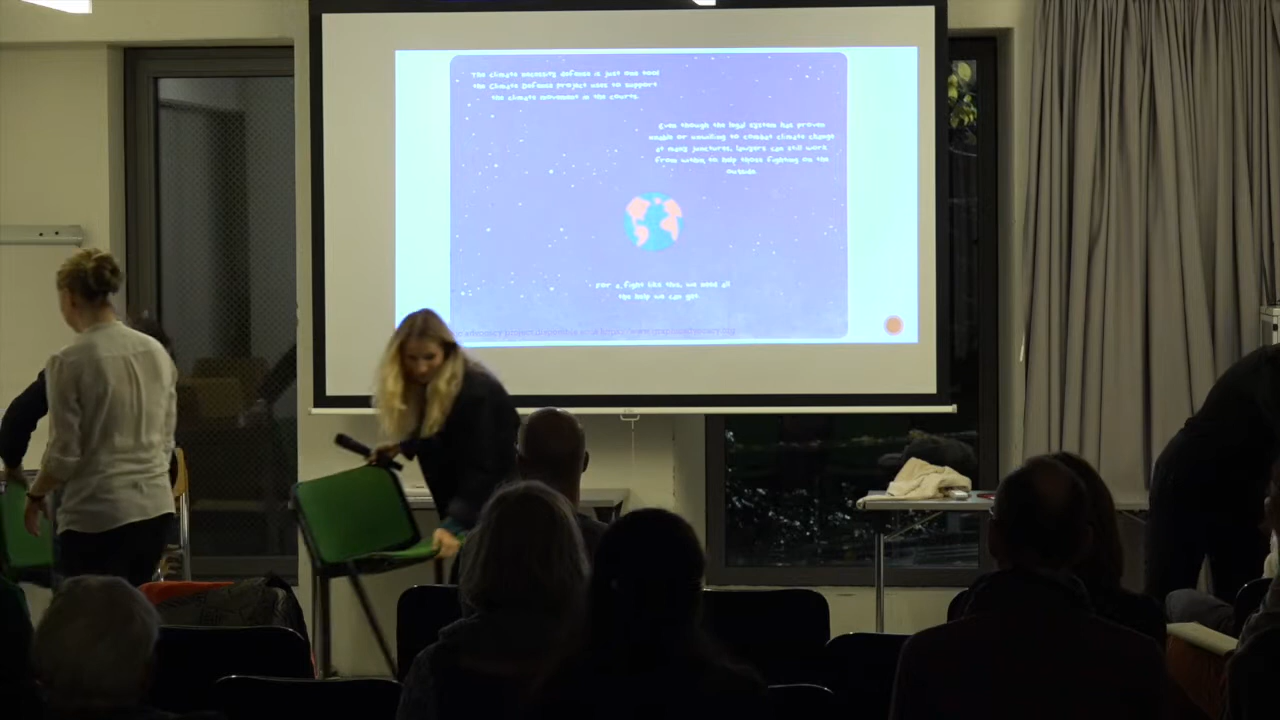 The climate necessity defense is just one tool
the Climate Defense project uses to support
the climate movement in the courts.
Even though the legal system has proven
unable or unwilling to combat climate change
at many junctures, lawyers can still work
from within to help those fighting on the
outside.
For a fight like this, we need all
the help we can get.